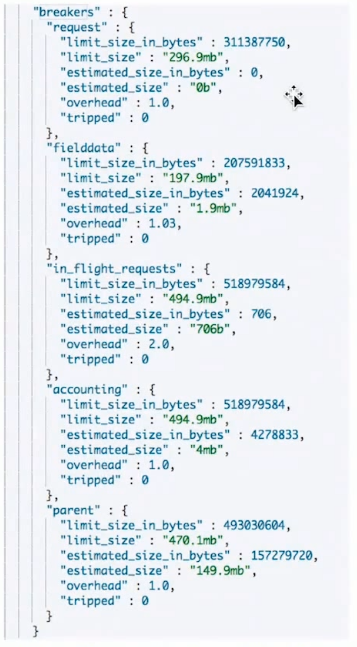 "breakers" : {
"request" : {
"limit_size_in_bytes" : 311387750,
"limit_size" : "296.9mb",
"estimated_size_in_bytes" : 0,
"estimated_size" : "0b",
"overhead" : 1.0,
"tripped" : 0
},
"fielddata" : {
"limit_size_in_bytes" : 207591833,
"limit_size" : "197.9mb",
"estimated_size_in_bytes" : 2041924,
"estimated_size" : "1.9mb",
"overhead" : 1.03,
"tripped" : 0
},
"in_flight_requests" : {
"limit_size_in_bytes" : 518979584,
"limit_size" : "494.9mb",
"estimated_size_in_bytes" : 706,
"estimated_size" : "706b",
"overhead" : 2.0,
"tripped" : 0
},
"accounting" : {
"limit_size_in_bytes" : 518979584,
"limit_size" : "494.9mb",
"estimated_size_in_bytes" : 4278833,
"estimated_size" : "4mb",
"overhead" : 1.0,
"tripped" : 0
},
"parent" : {
"limit_size_in_bytes" : 493030604,
"limit_size" : "470.1mb",
"estimated_size_in_bytes" : 157279720,
"estimated_size" : "149.9mb",
"overhead" : 1.0,
"tripped" : 0
}
}